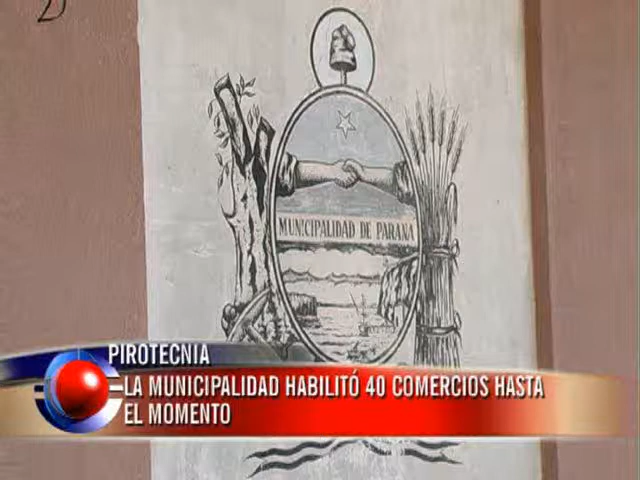 MUNICIPALIDAD DE PARANA
PIROTECNIA
LA MUNICIPALIDAD HABILITÓ 40 COMERCIOS HASTA
EL MOMENTO